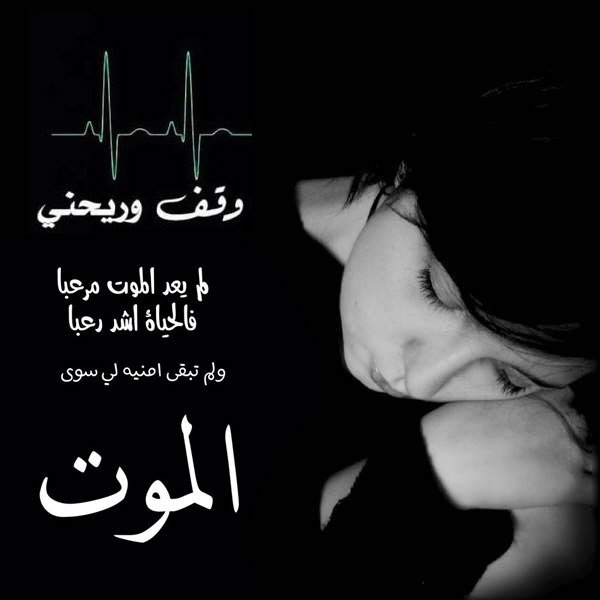 وقف وريحني
لم يعد الموت مرعبا
فالحياة اشد رعبا
ولم تبقى امنيه لي سوى
الموت